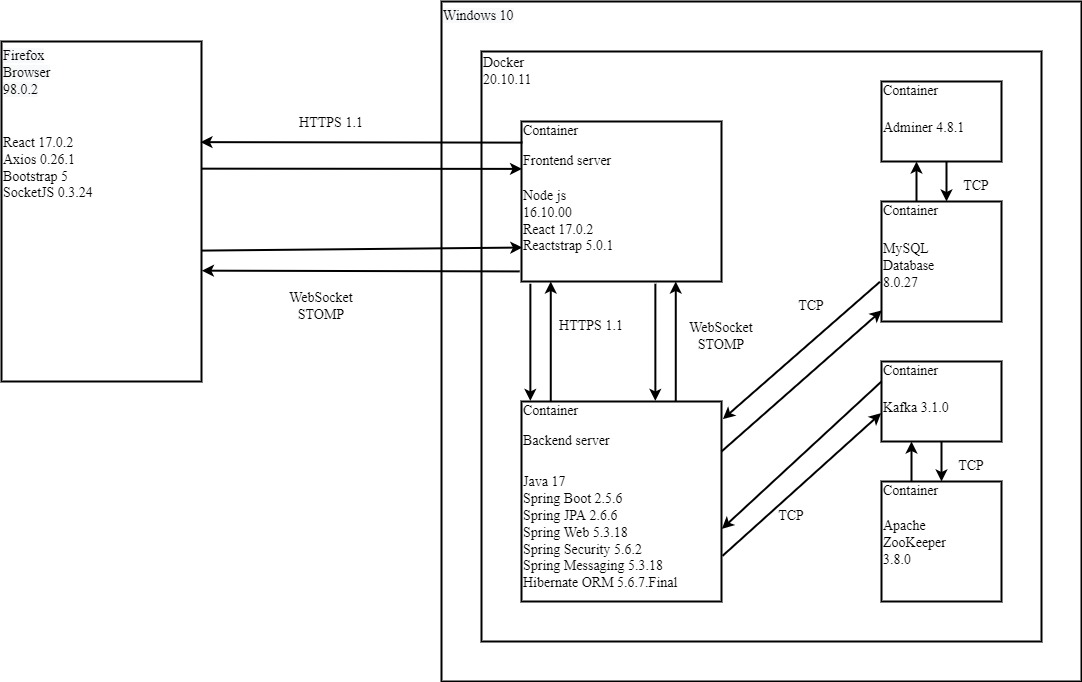 Windows 10
Firefox
Browser
98.0.2
React 17.0.2
Axios 0.26.1
Bootstrap 5
SocketJS 0.3.24
HTTPS 1.1
WebSocket
STOMP
Docker
20.10.11
Container
Frontend server
Node js
16.10.00
React 17.0.2
Reactstrap 5.0.1
HTTPS 1.1
WebSocket
STOMP
Container
Backend server
Java 17
Spring Boot 2.5.6
Spring JPA 2.6.6
Spring Web 5.3.18
Spring Security 5.6.2
Spring Messaging 5.3.18
Hibernate ORM 5.6.7.Final
Container
Adminer 4.8.1
TCP
Container
MySQL
Database
8.0.27
TCP
Container
Kafka 3.1.0
TCP
TCP
Container
Apache
ZooKeeper
3.8.0